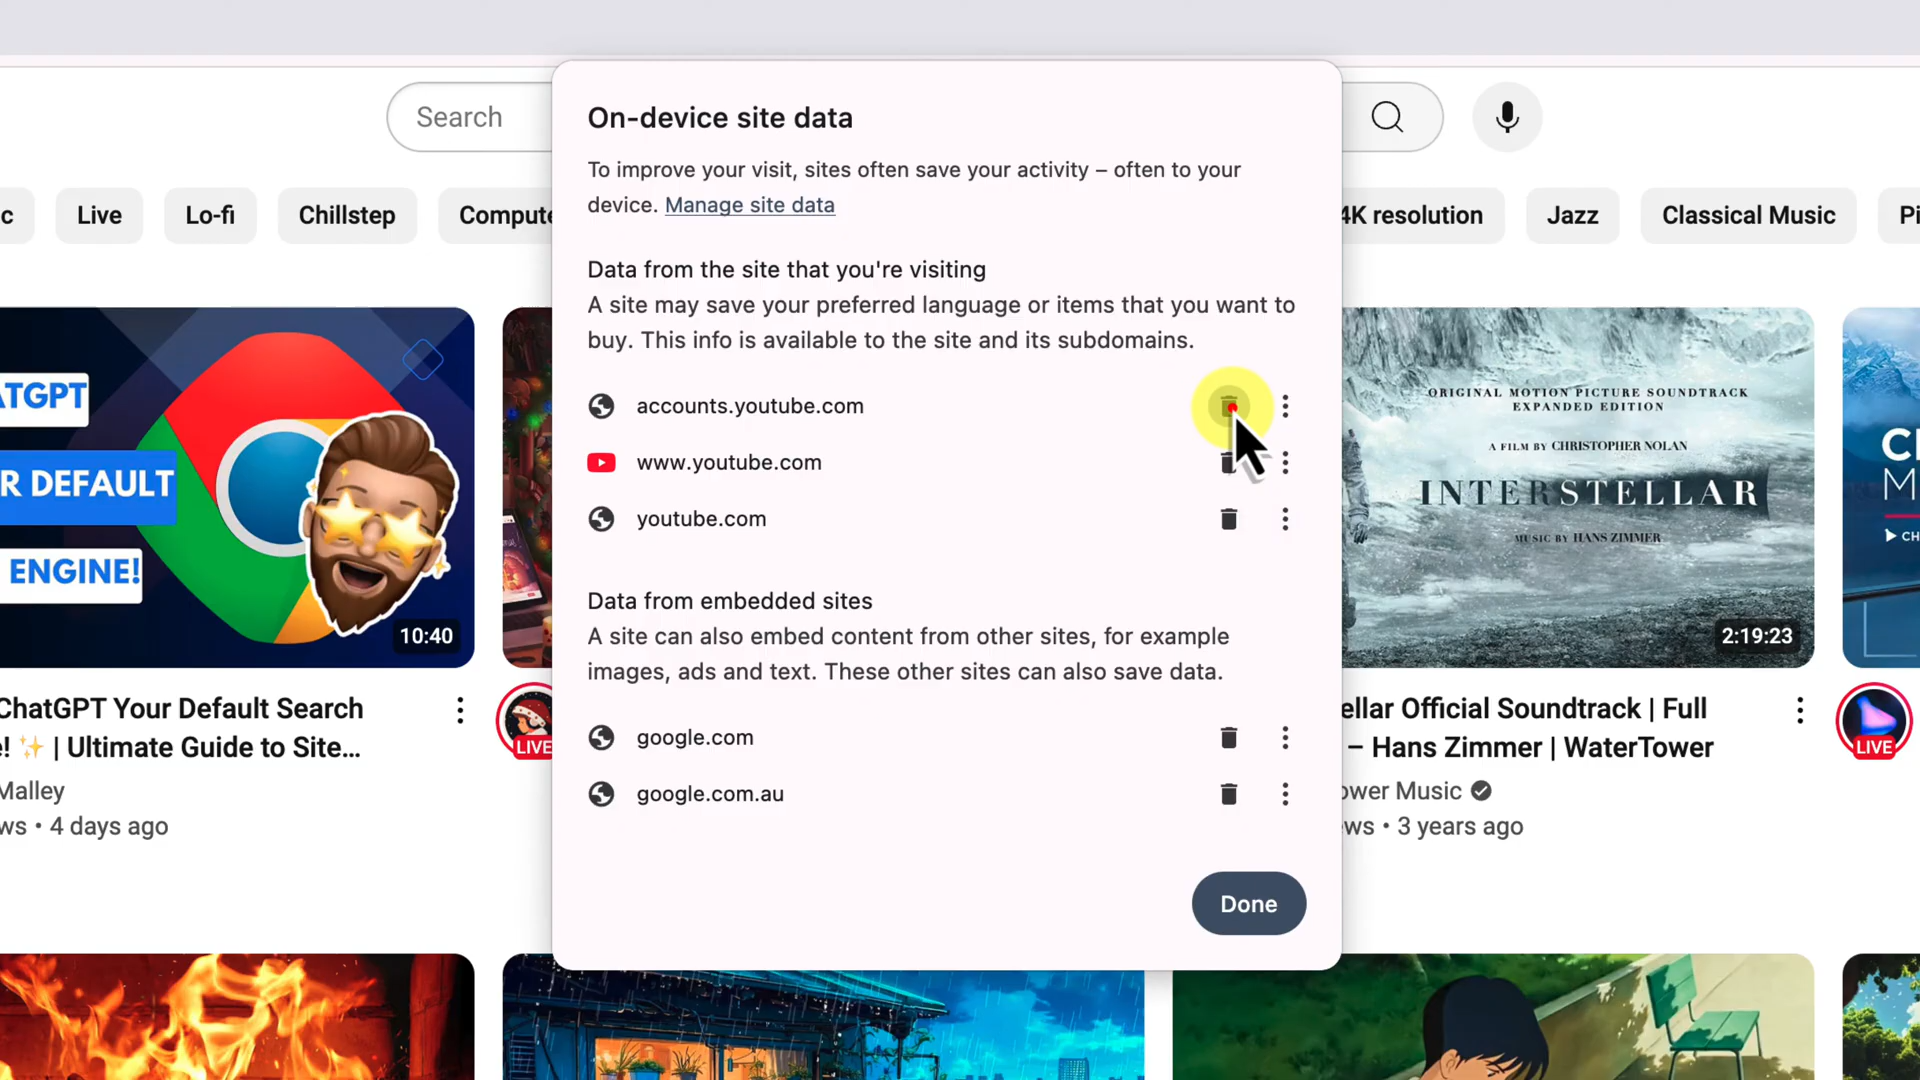 Search
On-device site data
To improve your visit, sites often save your activity – often to your
device. Manage site data
c
Live
Lo-fi
Chillstep
Compute
4K resolution
Jazz
Classical Music
Pi
Data from the site that you're visiting
A site may save your preferred language or items that you want to
buy. This info is available to the site and its subdomains.
accounts.youtube.com
www.youtube.com
youtube.com
Data from embedded sites
A site can also embed content from other sites, for example
images, ads and text. These other sites can also save data.
google.com
google.com.au
Done
ATGPT
R DEFAULT
ENGINE!
10:40
ChatGPT Your Default Search
e! ✨ | Ultimate Guide to Site...
Malley
ws • 4 days ago
LIVE
ORIGINAL MOTION PICTURE SOUNDTRACK
EXPANDED EDITION
A FILM BY CHRISTOPHER NOLAN
INTERSTELLAR
MUSIC BY HANS ZIMMER
2:19:23
ellar Official Soundtrack | Full
– Hans Zimmer | WaterTower
ower Music
ws • 3 years ago
C
M
CH
LIVE